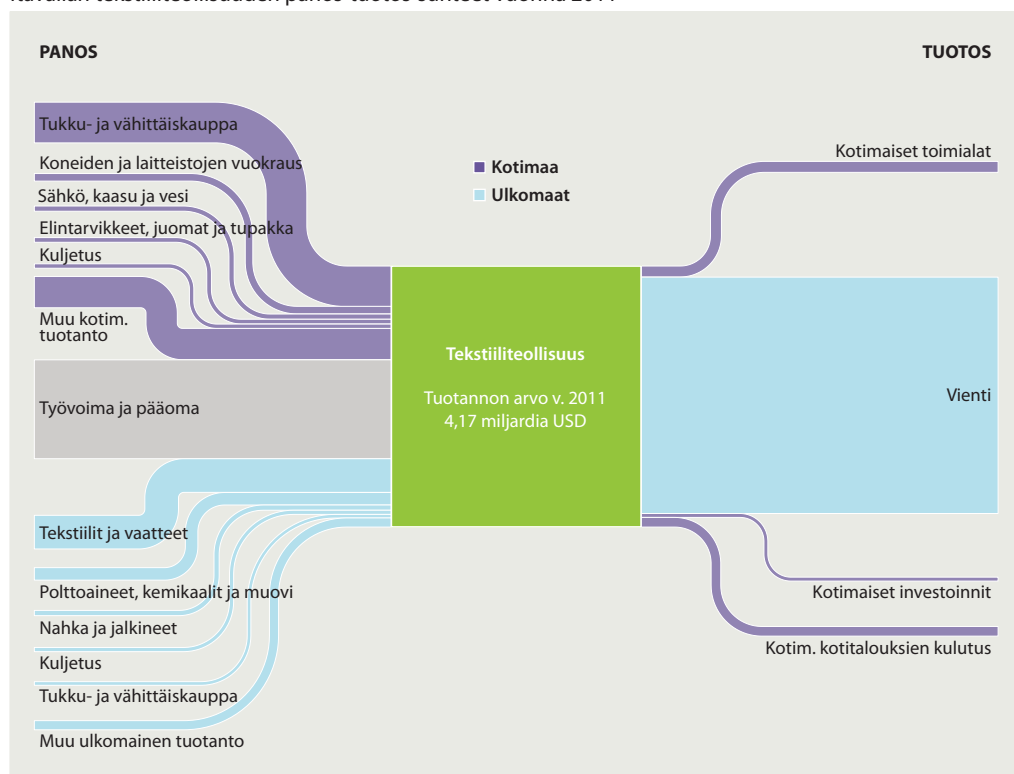 PANOS
TUOTOS
Tukku- ja vähittäiskauppa
Koneiden ja laitteistojen vuokraus
Sähkö, kaasu ja vesi
Elintarvikkeet, juomat ja tupakka
Kuljetus
Muu kotim.
tuotanto
Työvoima ja pääoma
Tekstiilit ja vaatteet
Polttoaineet, kemikaalit ja muovi
Nahka ja jalkineet
Kuljetus
Tukku- ja vähittäiskauppa
Muu ulkomainen tuotanto
Kotimaa
Ulkomaat
Tekstiiliteollisuus
Tuotannon arvo v. 2011
4,17 miljardia USD
Kotimaiset toimialat
Vienti
Kotimaiset investoinnit
Kotim. kotitalouksien kulutus